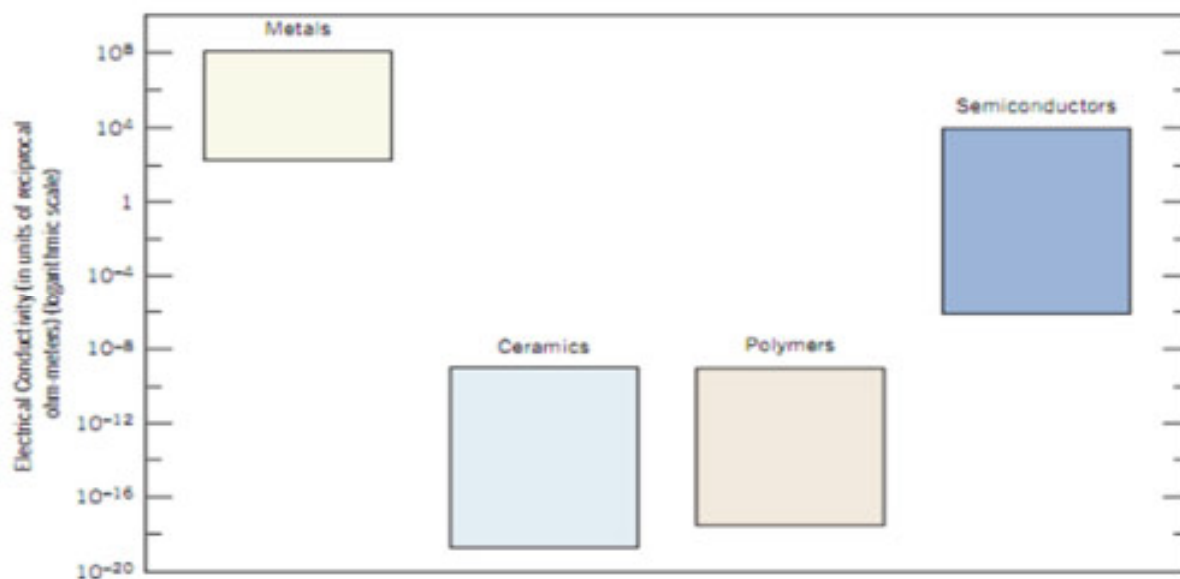 Metals
10⁸
Semiconductors
10⁴
1
10⁻⁴
10⁻⁸
Ceramics
Polymers
10⁻¹²
10⁻¹⁶
10⁻²⁰
Electrical Conductivity (in units of reciprocal
ohm-meters) (logarithmic scale)